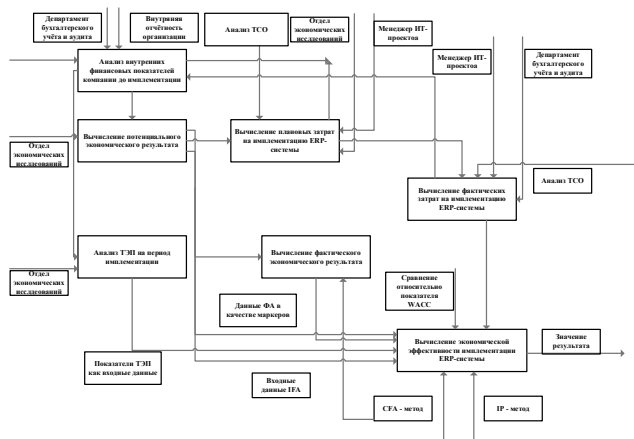 Департамент
бухгалтерского
учёта и аудита
Внутряная
отчётность
организации
Анализ ТСО
Отдел
экономических
исследований
Менеджер ИТ-
проектов
Менеджер ИТ-
проектов
Департамент
бухгалтерского
учёта и аудита
Анализ внутренних
финансовых показателей
компании до имплементации
Отдел
экономических
исследований
Вычисление потенциального
экономического результата
Вычисление плановых затрат
на имплементацию ERP-
системы
Вычисление фактических
затрат на имплементацию
ERP-системы
Анализ ТСО
Отдел
экономических
исследований
Анализ ТЭП на период
имплементации
Вычисление фактического
экономического результата
Сравнение
относительно
показателя
WACC
Данные ФА в
качестве маркеров
Вычисление экономической
эффективности имплементации
ERP-системы
Значение
результата
Показатели ТЭП
как входные данные
Входные
данные IFA
CFA - метод
IP - метод